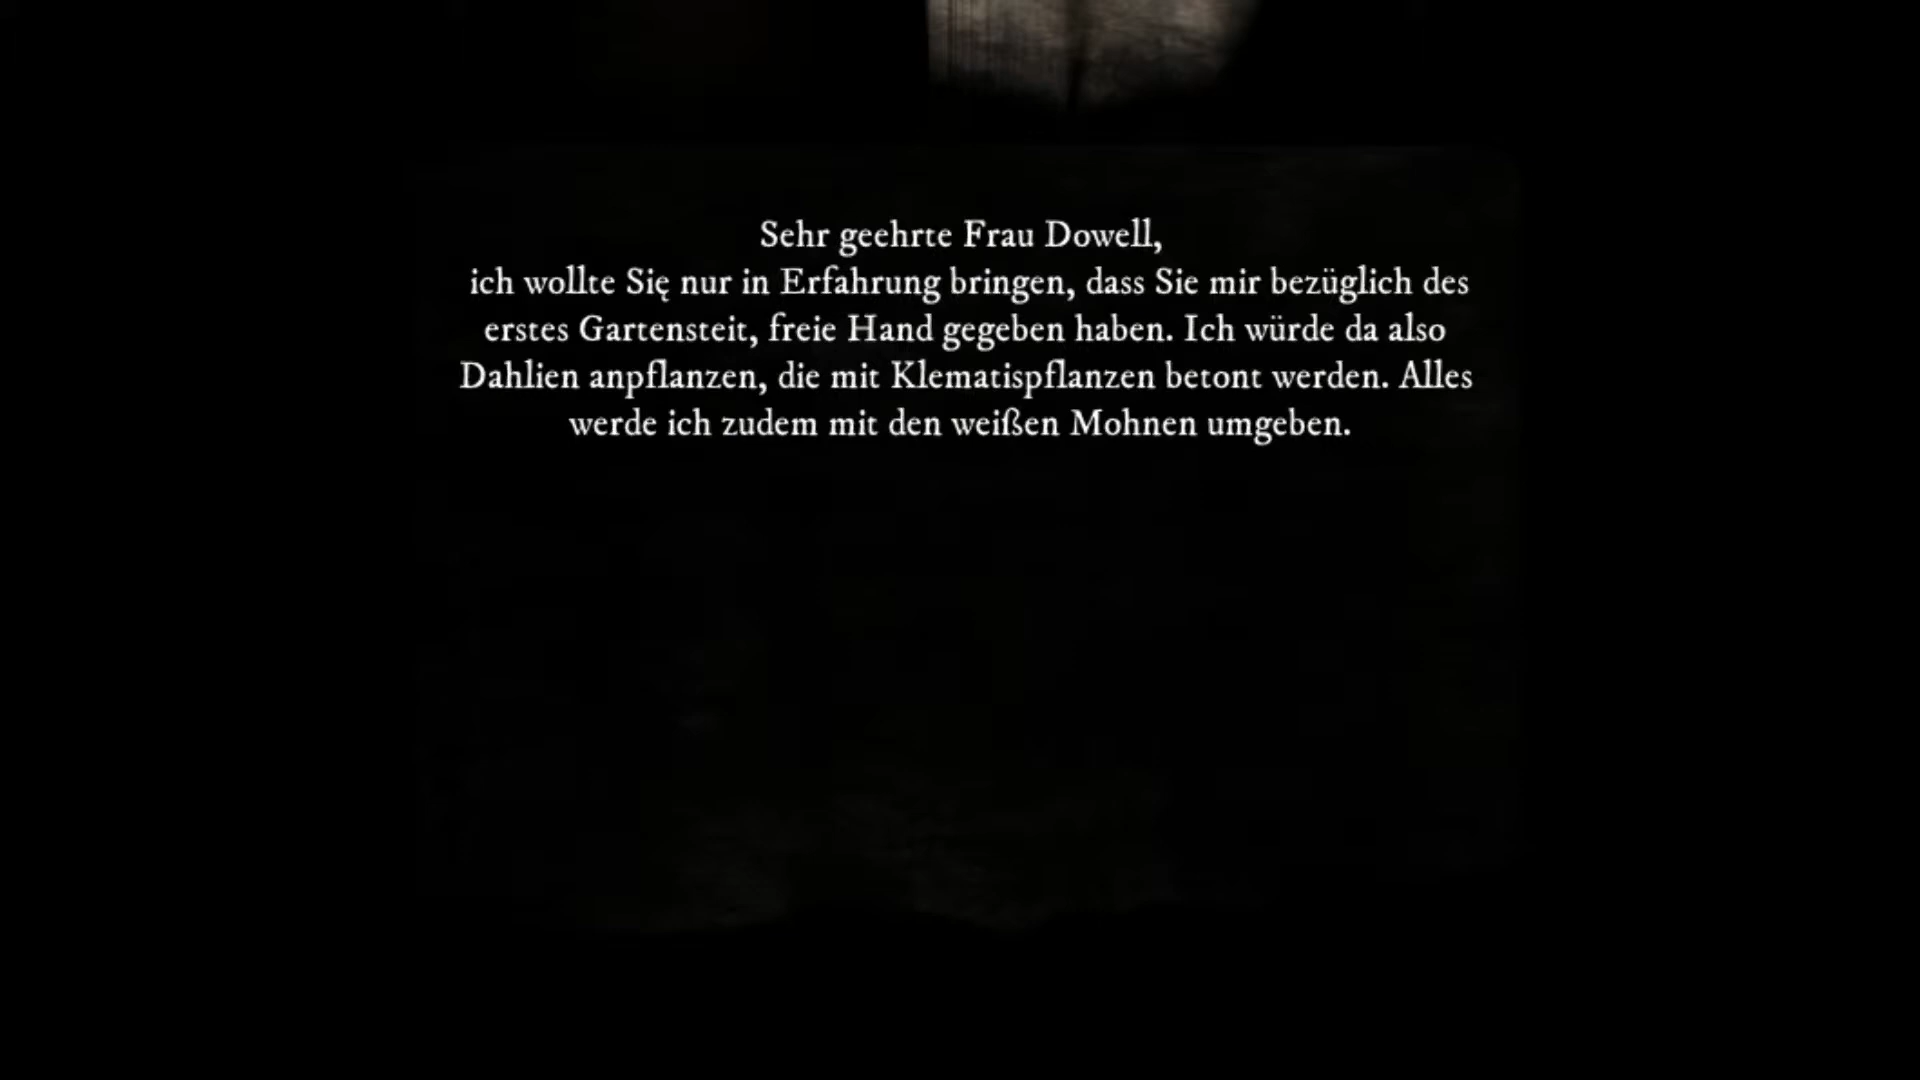 Sehr geehrte Frau Dowell,
ich wollte Się nur in Erfahrung bringen, dass Sie mir bezüglich des
erstes Gartensteit, freie Hand gegeben haben. Ich würde da also
Dahlien anpflanzen, die mit Klematispflanzen betont werden. Alles
werde ich zudem mit den weißen Mohnen umgeben.